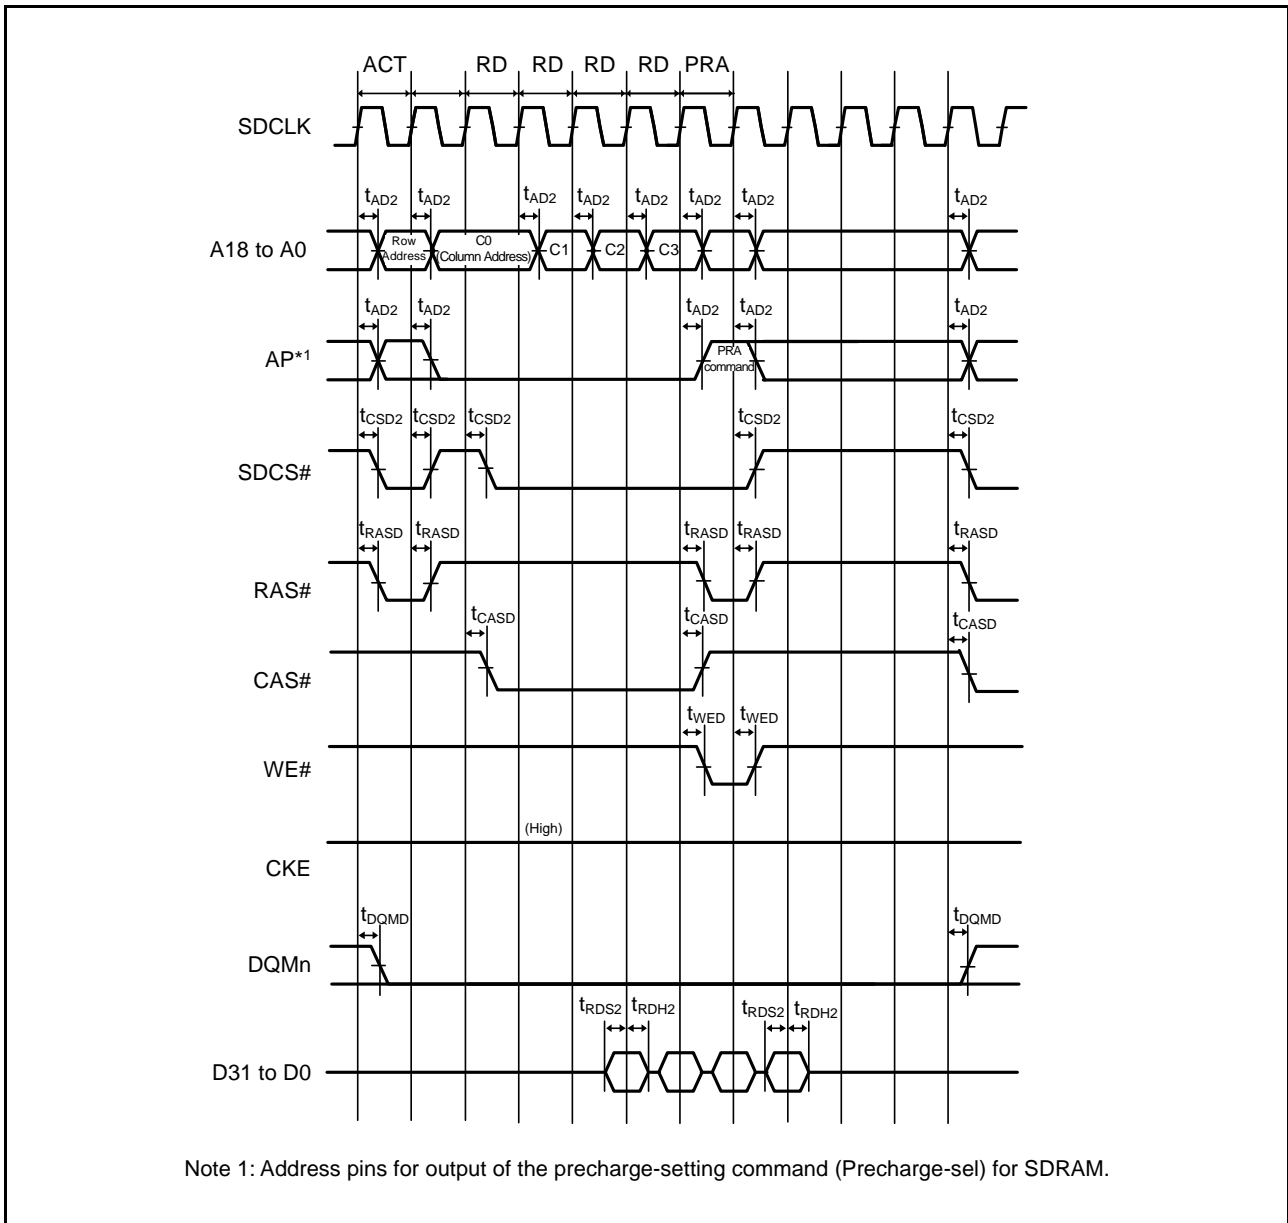 ACT RD RD RD RD PRA
SDCLK
tAD2 tAD2 tAD2 tAD2 tAD2 tAD2 tAD2 tAD2
A18 to A0
Row
Address
C0
(Column Address)
C1 C2 C3
tAD2 tAD2 tAD2 tAD2 tAD2
AP*1
PRA
command
tCSD2 tCSD2 tCSD2 tCSD2 tCSD2
SDCS#
tRASD tRASD tRASD tRASD tRASD
RAS#
tCASD tCASD tCASD
CAS#
tWED tWED
WE#
(High)
CKE
tDQMD tDQMD
DQMn
tRDS2 tRDH2 tRDS2 tRDH2
D31 to D0
Note 1: Address pins for output of the precharge-setting command (Precharge-sel) for SDRAM.